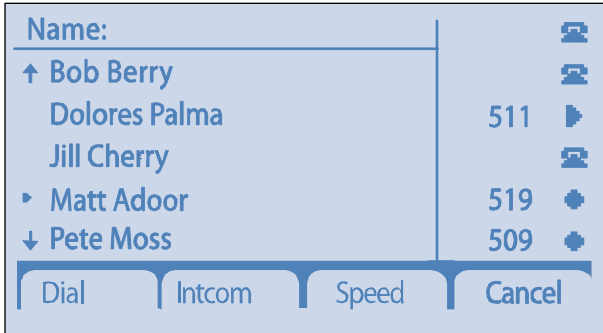 Name:
Bob Berry
Dolores Palma 511
Jill Cherry
Matt Adoor 519
Pete Moss 509
Dial Intcom Speed Cancel